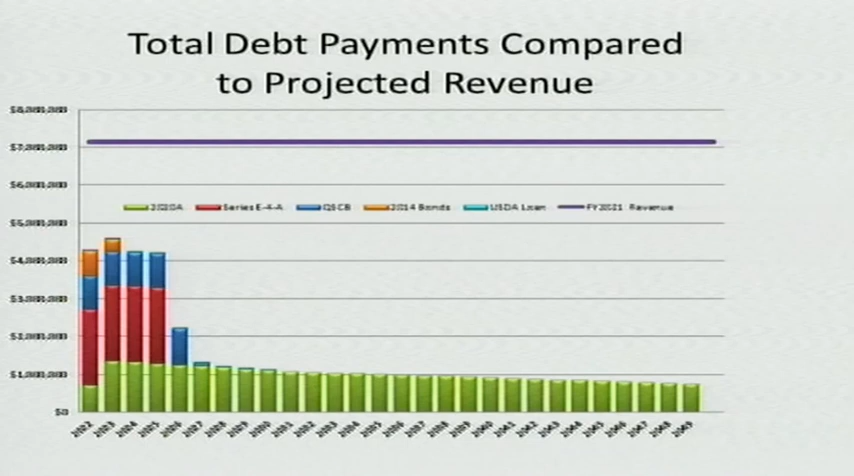 Total Debt Payments Compared
to Projected Revenue
$8,000,000
$7,000,000
$6,000,000
$5,000,000
$4,000,000
$3,000,000
$2,000,000
$1,000,000
$0
2020A Series E-4-A QSCB 2014 Bonds USDA Loan FY2021 Revenue
2022 2023 2024 2025 2026 2027 2028 2029 2030 2031 2032 2033 2034 2035 2036 2037 2038 2039 2040 2041 2042 2043 2044 2045 2046 2047 2048 2049